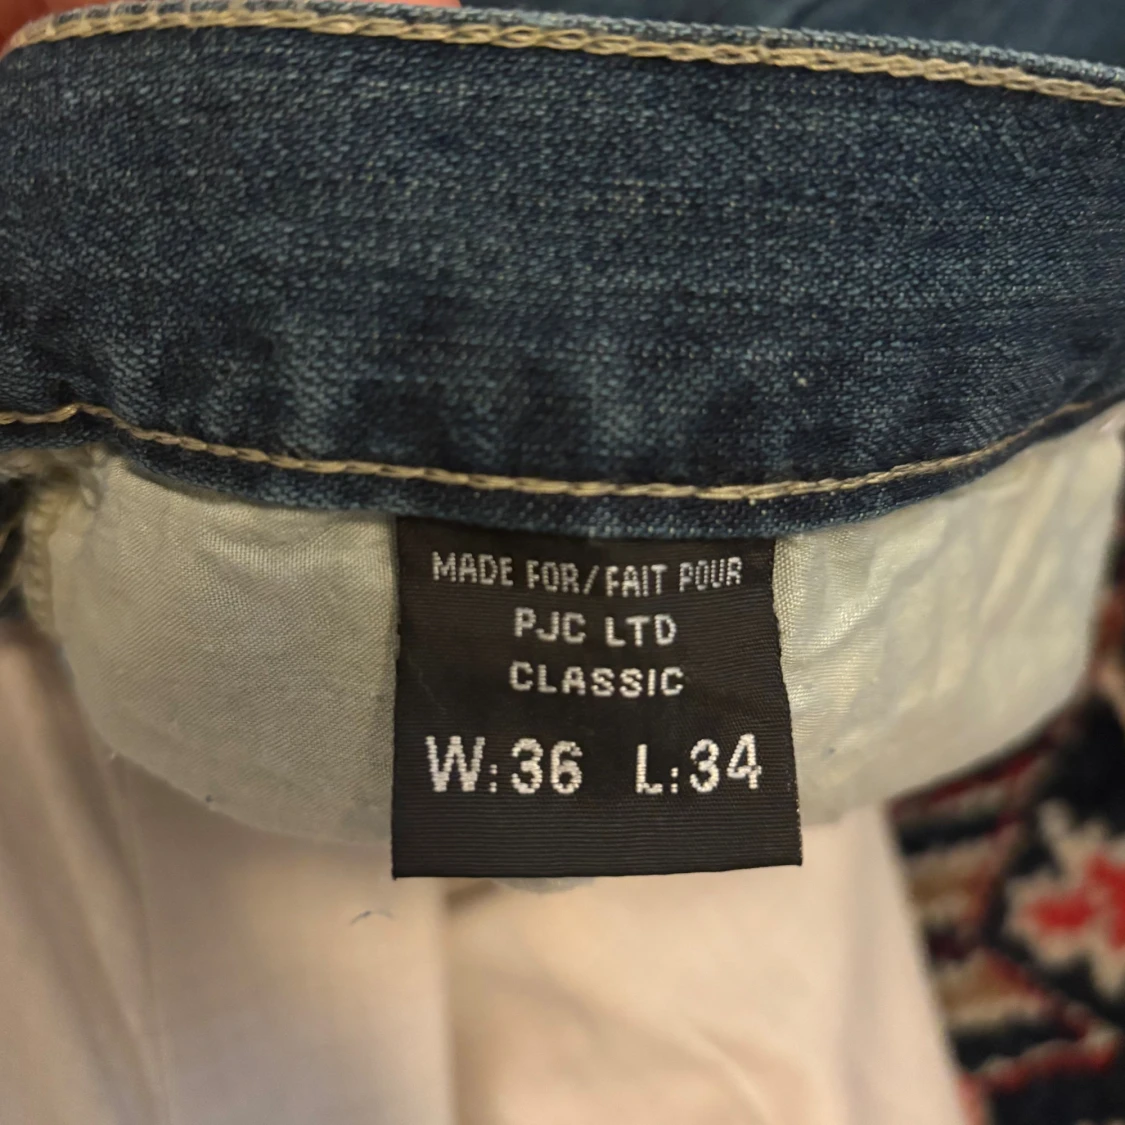 MADE FOR/FAIT POUR
PJC LTD
CLASSIC
W:36 L:34